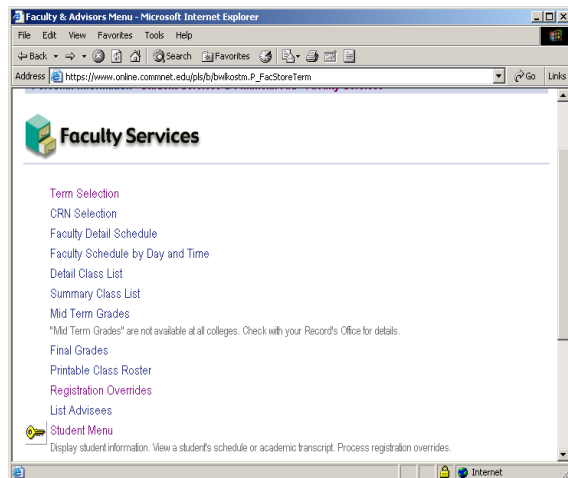 Faculty & Advisors Menu - Microsoft Internet Explorer
File Edit View Favorites Tools Help
Back Search Favorites
Address https://www.online.commnet.edu/pls/b/bwlkostm.P_FacStoreTerm Go Links
Faculty Services
Term Selection
CRN Selection
Faculty Detail Schedule
Faculty Schedule by Day and Time
Detail Class List
Summary Class List
Mid Term Grades
"Mid Term Grades" are not available at all colleges. Check with your Record's Office for details.
Final Grades
Printable Class Roster
Registration Overrides
List Advisees
Student Menu
Display student information. View a student's schedule or academic transcript. Process registration overrides.
Internet